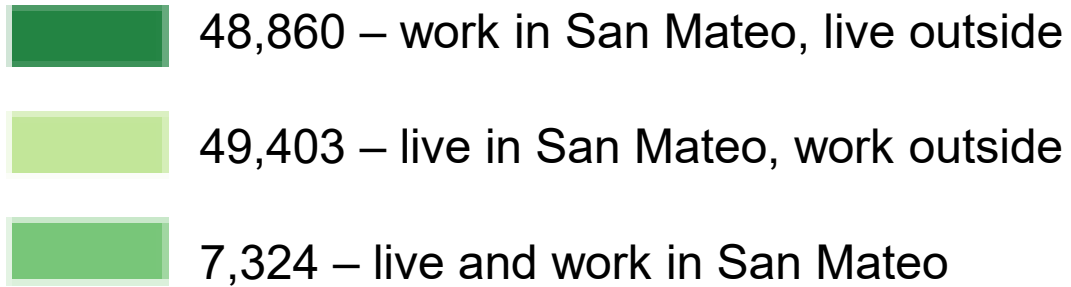 48,860 – work in San Mateo, live outside
49,403 – live in San Mateo, work outside
7,324 – live and work in San Mateo